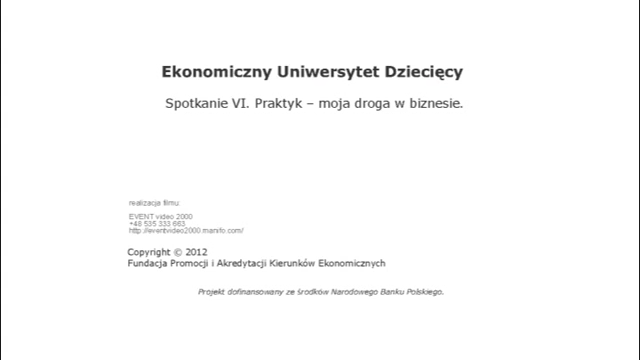 Ekonomiczny Uniwersytet Dziecięcy
Spotkanie VI. Praktyk – moja droga w biznesie.
realizacja filmu:
EVENT video 2000
+48 535 333 663
http://eventvideo2000.manifo.com/
Copyright © 2012
Fundacja Promocji i Akredytacji Kierunków Ekonomicznych
Projekt dofinansowany ze środków Narodowego Banku Polskiego.